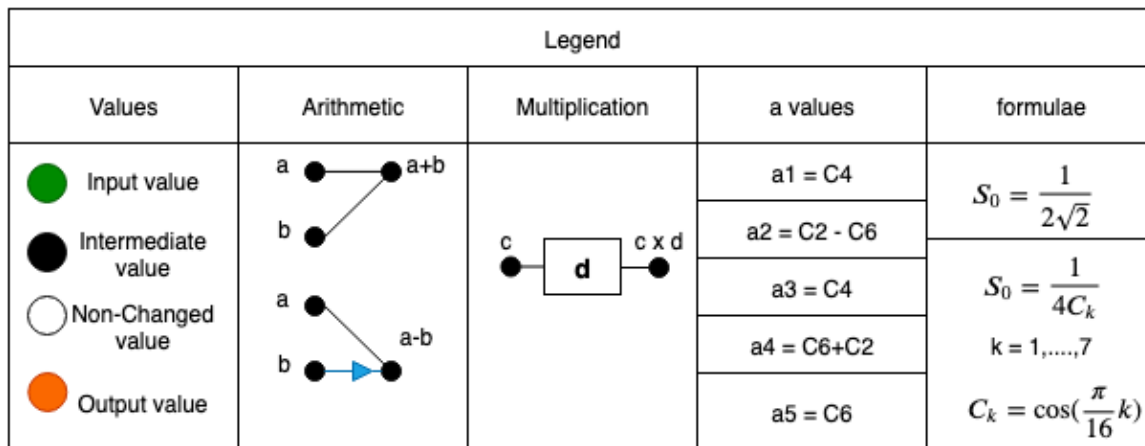 Legend
Values
Arithmetic
Multiplication
a values
formulae
Input value
Intermediate
value
Non-Changed
value
Output value
a
a+b
b
a
a-b
b
c
d
c x d
a1 = C4
a2 = C2 - C6
a3 = C4
a4 = C6+C2
a5 = C6
S₀ = 1/(2√2)
S₀ = 1/(4Cₖ)
k = 1,....,7
Cₖ = cos(π/16 k)